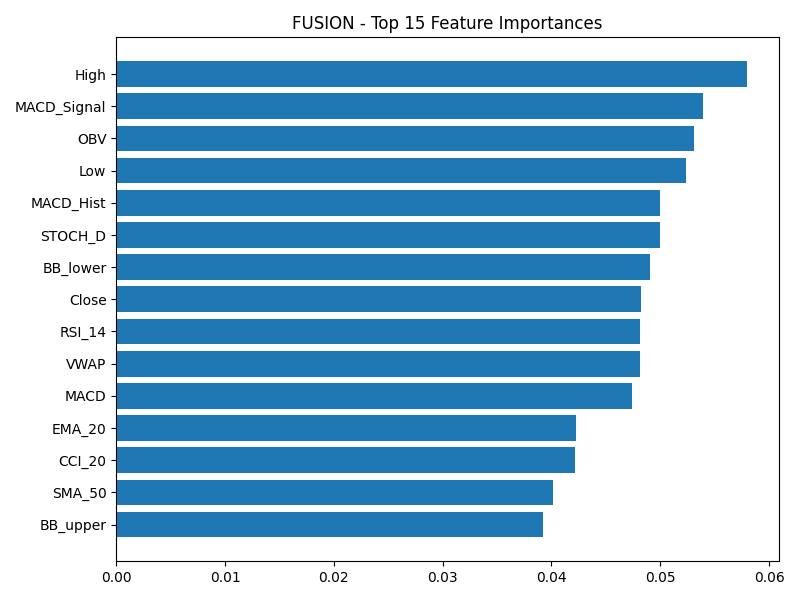 FUSION - Top 15 Feature Importances
High
MACD_Signal
OBV
Low
MACD_Hist
STOCH_D
BB_lower
Close
RSI_14
VWAP
MACD
EMA_20
CCI_20
SMA_50
BB_upper
0.00 0.01 0.02 0.03 0.04 0.05 0.06